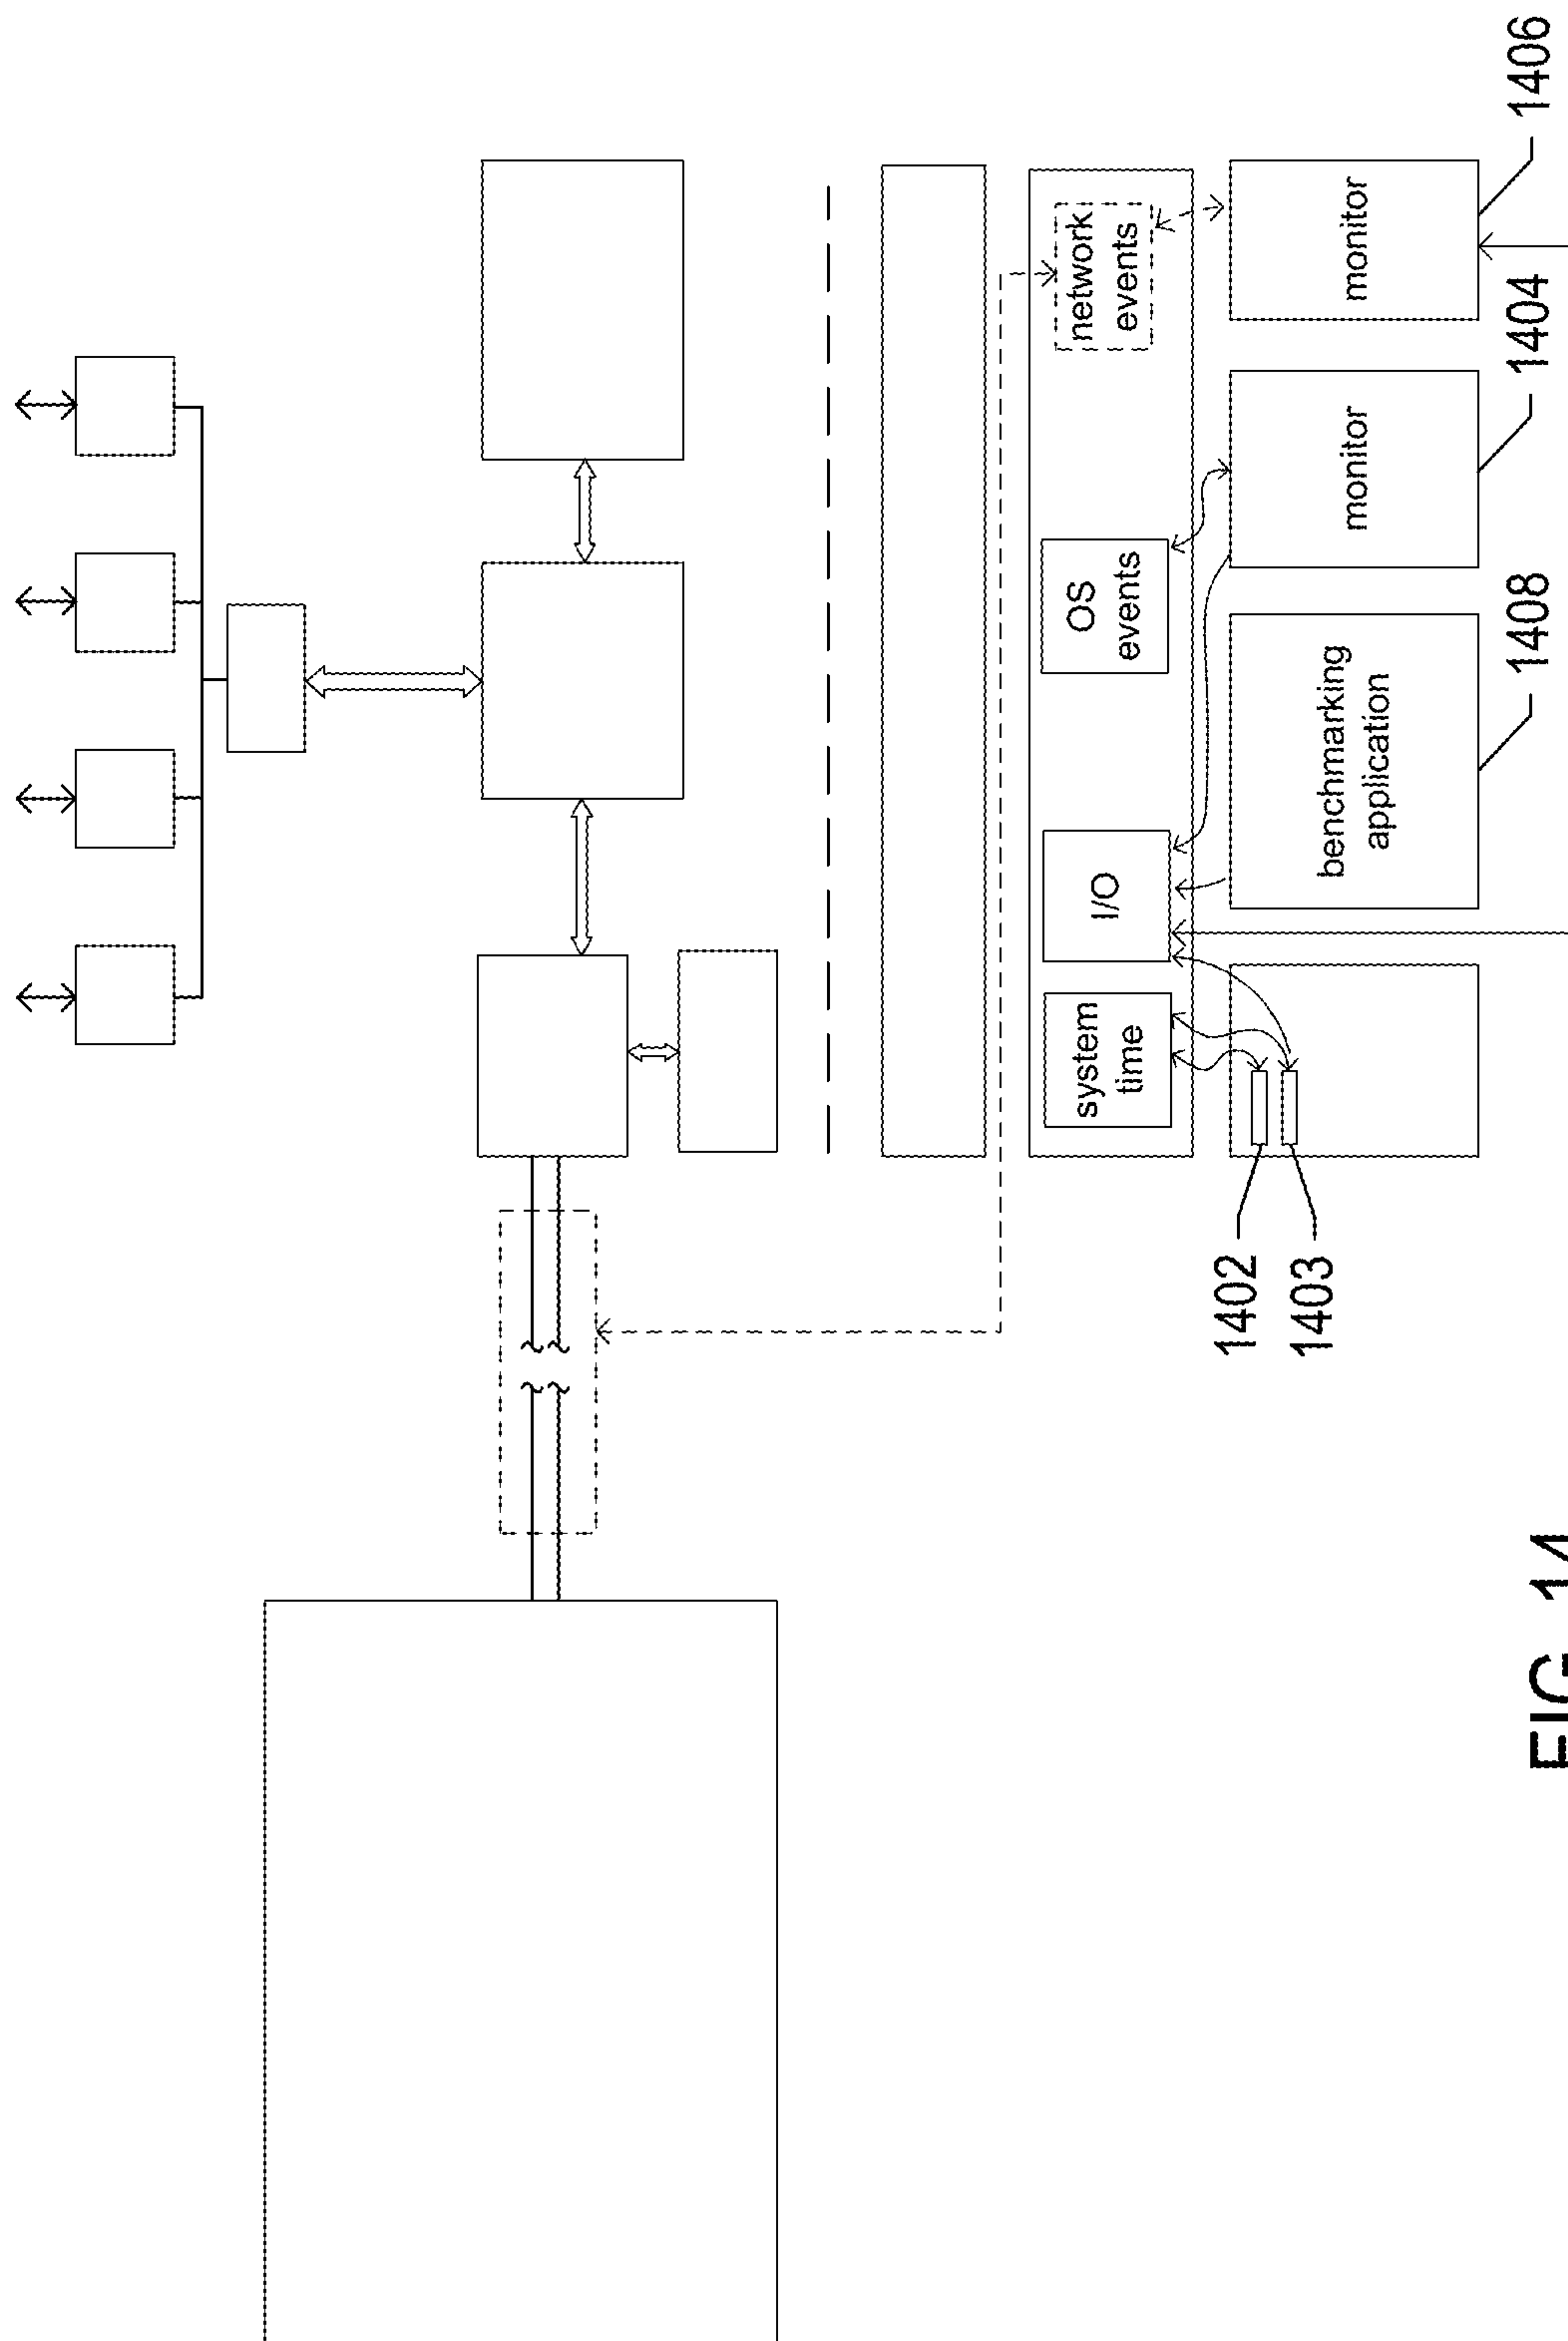 system
time
I/O
OS
events
network
events
1402
1403
benchmarking
application
monitor
monitor
1408
1404
1406
FIG 14